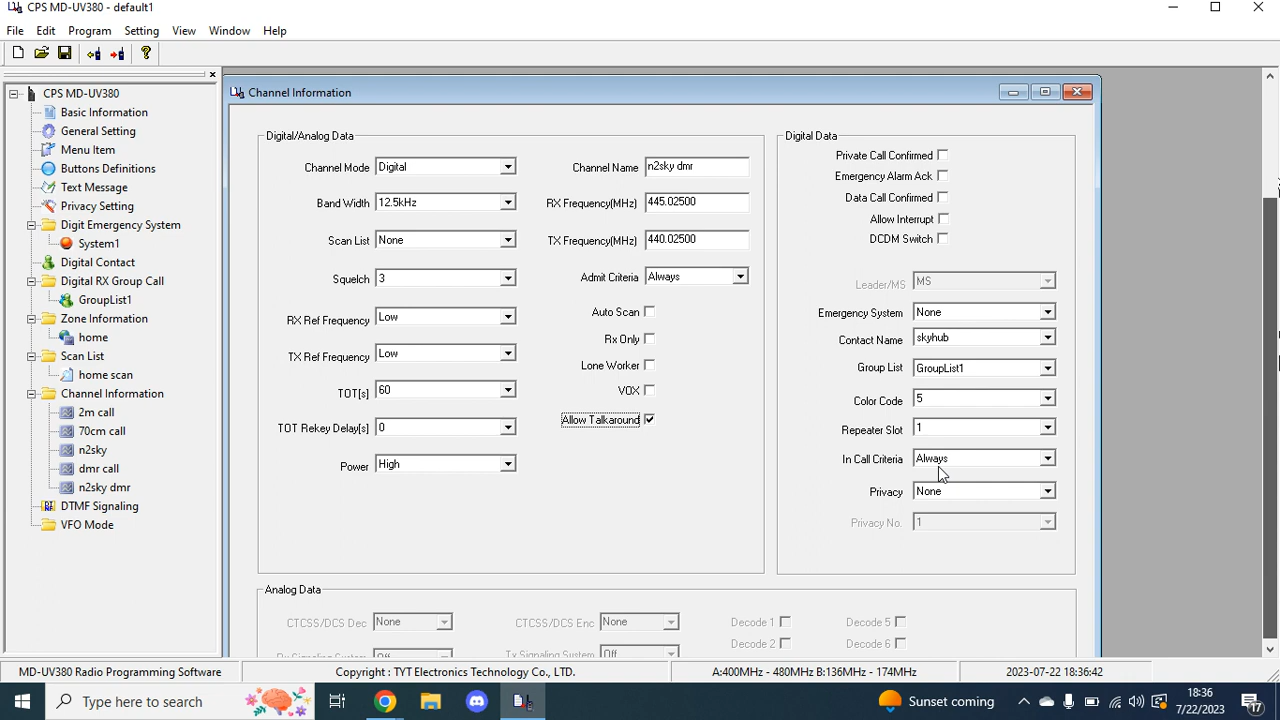 CPS MD-UV380 - default1
File Edit Program Setting View Window Help
CPS MD-UV380
Basic Information
General Setting
Menu Item
Buttons Definitions
Text Message
Privacy Setting
Digit Emergency System
System1
Digital Contact
Digital RX Group Call
GroupList1
Zone Information
home
Scan List
home scan
Channel Information
2m call
70cm call
n2sky
dmr call
n2sky dmr
DTMF Signaling
VFO Mode
Channel Information
Digital/Analog Data
Channel Mode Digital
Band Width 12.5kHz
Scan List None
Squelch 3
RX Ref Frequency Low
TX Ref Frequency Low
TOT[s] 60
TOT Rekey Delay[s] 0
Power High
Channel Name n2sky dmr
RX Frequency(MHz) 445.02500
TX Frequency(MHz) 440.02500
Admit Criteria Always
Auto Scan
Rx Only
Lone Worker
VOX
Allow Talkaround
Digital Data
Private Call Confirmed
Emergency Alarm Ack
Data Call Confirmed
Allow Interrupt
DCDM Switch
Leader/MS MS
Emergency System None
Contact Name skyhub
Group List GroupList1
Color Code 5
Repeater Slot 1
In Call Criteria Always
Privacy None
Privacy No. 1
Analog Data
CTCSS/DCS Dec None CTCSS/DCS Enc None Decode 1 Decode 5
Rx Signaling System Off Tx Signaling System Off Decode 2 Decode 6
MD-UV380 Radio Programming Software Copyright : TYT Electronics Technology Co., LTD. A:400MHz - 480MHz B:136MHz - 174MHz 2023-07-22 18:36:42
Type here to search Sunset coming 18:36
7/22/2023 17